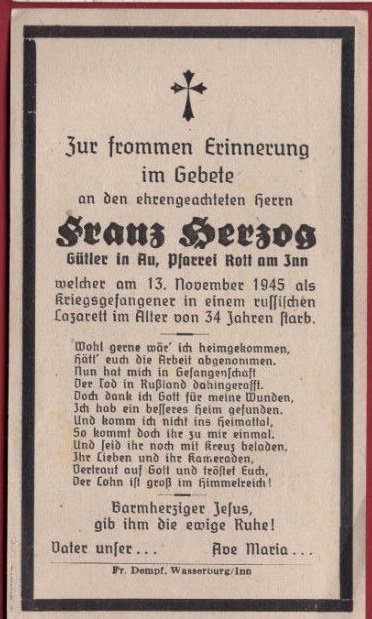 Zur frommen Erinnerung
im Gebete
an den ehrengeachteten Herrn
Franz Herzog
Gütler in Au, Pfarrei Rott am Inn
welcher am 13. November 1945 als
Kriegsgefangener in einem russischen
Lazarett im Alter von 34 Jahren starb.
Wohl gerne wär' ich heimgekommen,
Hätt' euch die Arbeit abgenommen.
Nun hat mich in Gefangenschaft
Der Tod in Rußland dahingerafft.
Doch dank ich Gott für meine Wunden,
Ich hab ein besseres Heim gefunden.
Und komm ich nicht ins Heimattal,
So kommt doch ihr zu mir einmal.
Und seid ihr noch mit Kreuz beladen,
Ihr Lieben und ihr Kameraden,
Vertraut auf Gott und tröstet Euch,
Der Lohn ist groß im Himmelreich!
Barmherziger Jesus,
gib ihm die ewige Ruhe!
Vater unser... Ave Maria...
Fr. Dempf, Wasserburg/Inn